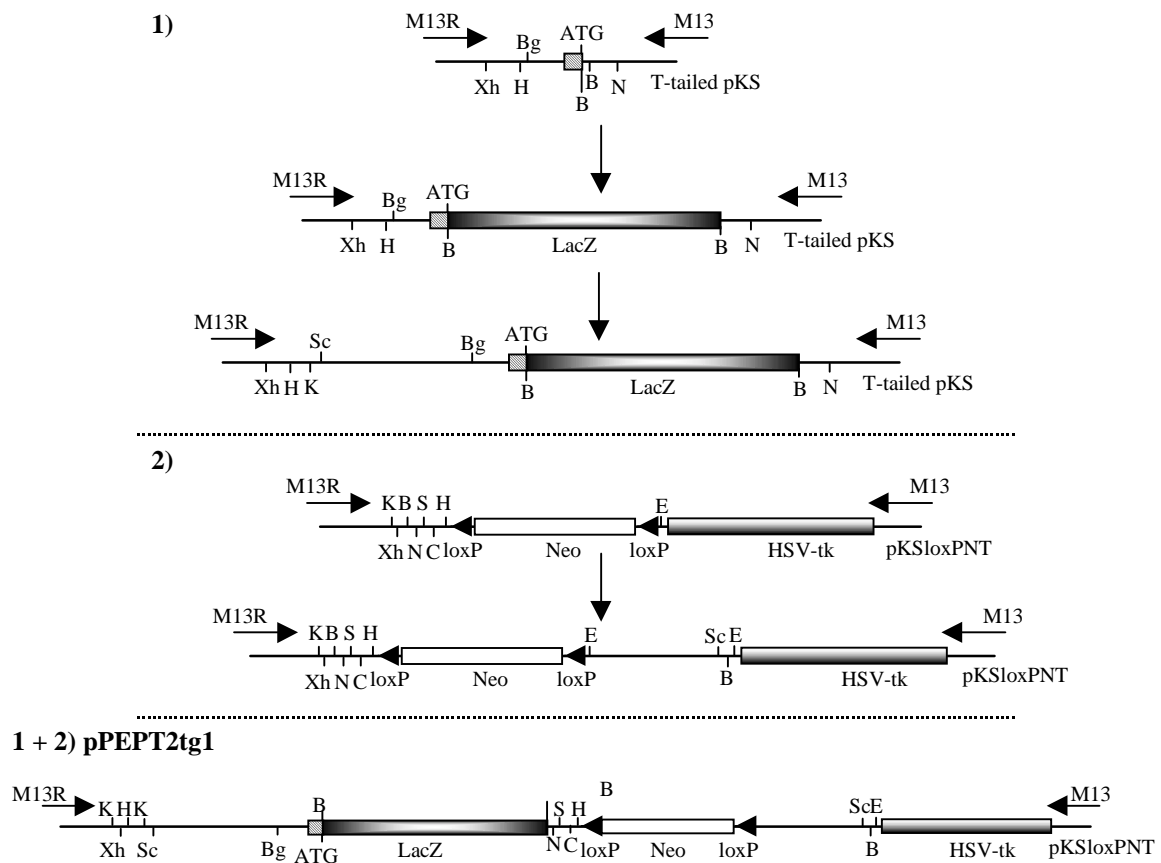 1)
M13R Bg ATG M13
Xh H B N T-tailed pKS
B
M13R Bg ATG M13
Xh H B LacZ B N T-tailed pKS
M13R Sc Bg ATG M13
Xh H K B LacZ B N T-tailed pKS
2)
M13R K B S H E M13
Xh N C loxP Neo loxP HSV-tk pKSloxPNT
M13R K B S H E Sc E M13
Xh N C loxP Neo loxP B HSV-tk pKSloxPNT
1 + 2) pPEPT2tg1
M13R K H K B S H B Sc E M13
Xh Sc Bg ATG LacZ N C loxP Neo loxP B HSV-tk pKSloxPNT